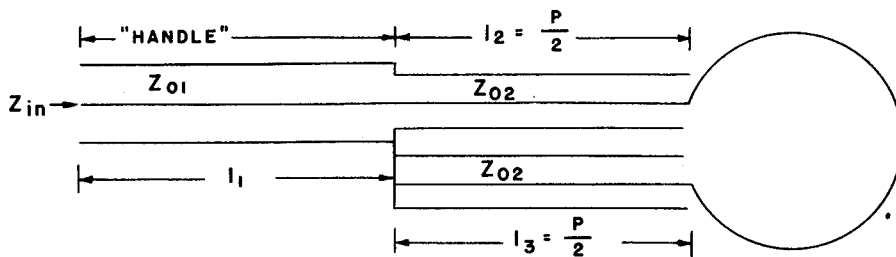 "HANDLE" l2 = P/2
Z01 Z02
Zin
Z02
l1
l3 = P/2